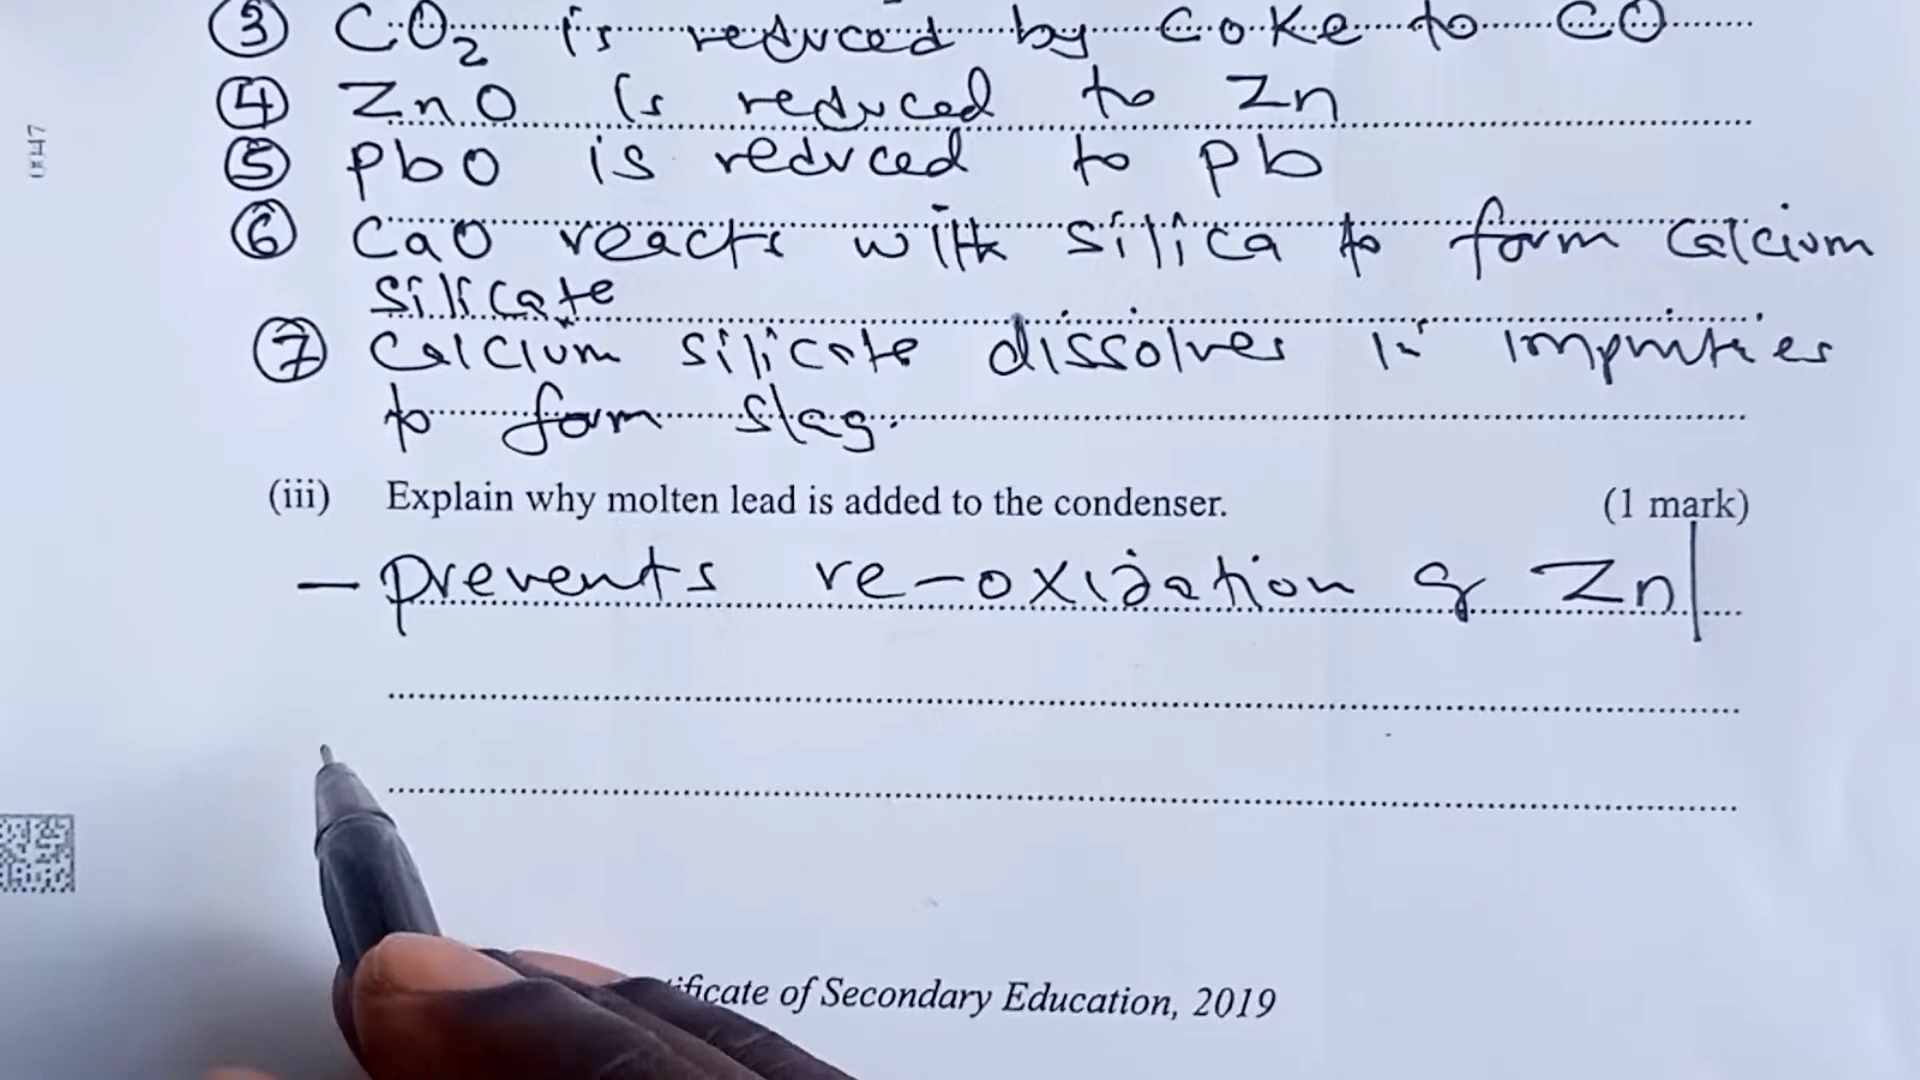 ③ CO₂ is reduced by coke to CO
④ ZnO is reduced to Zn
⑤ PbO is reduced to Pb
⑥ CaO reacts with silica to form calcium
silicate
⑦ Calcium silicate dissolves in impurities
to form slag.
(iii) Explain why molten lead is added to the condenser. (1 mark)
— prevents re-oxidation of Zn
ificate of Secondary Education, 2019
0047